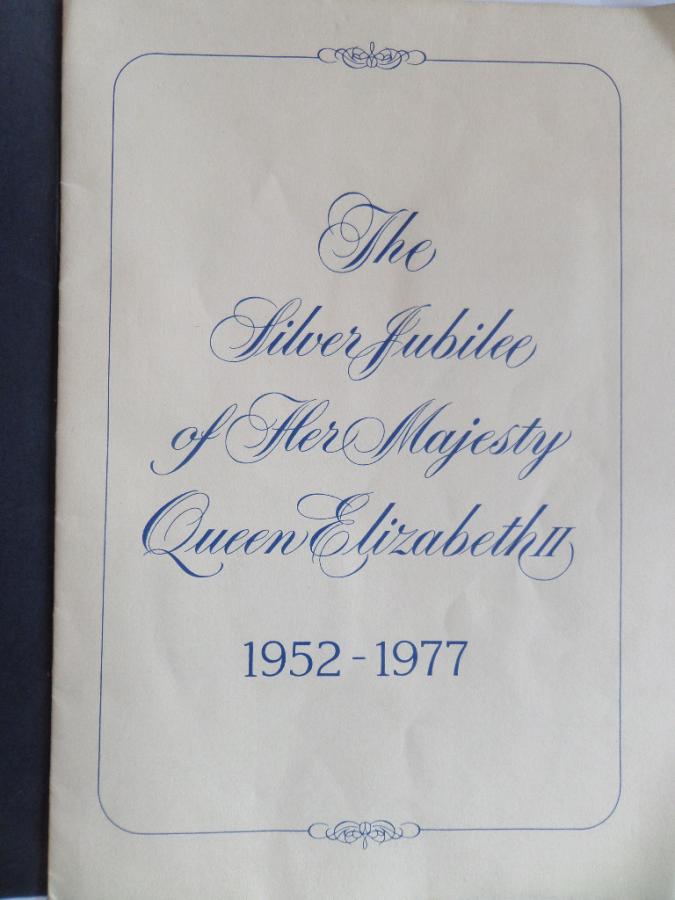 The
Silver Jubilee
of Her Majesty
Queen Elizabeth II
1952 - 1977